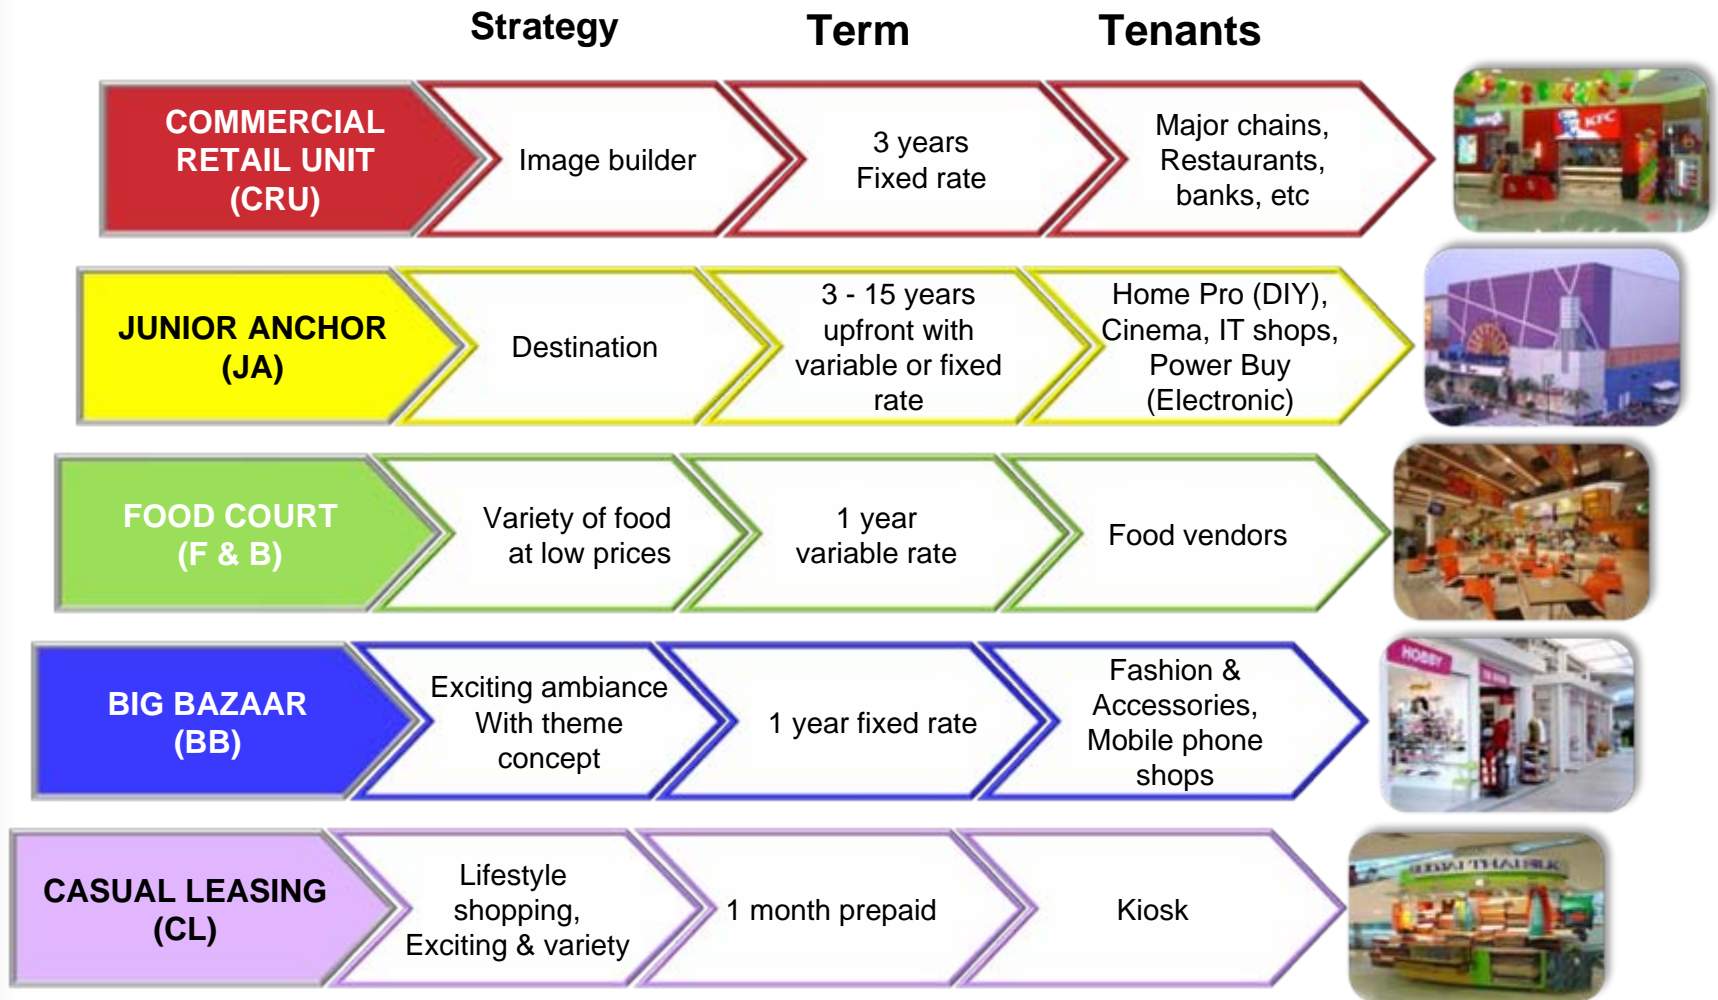 Strategy Term Tenants
COMMERCIAL
RETAIL UNIT
(CRU)
Image builder
3 years
Fixed rate
Major chains,
Restaurants,
banks, etc
KFC
JUNIOR ANCHOR
(JA)
Destination
3 - 15 years
upfront with
variable or fixed
rate
Home Pro (DIY),
Cinema, IT shops,
Power Buy
(Electronic)
FOOD COURT
(F & B)
Variety of food
at low prices
1 year
variable rate
Food vendors
BIG BAZAAR
(BB)
Exciting ambiance
With theme
concept
1 year fixed rate
Fashion &
Accessories,
Mobile phone
shops
HOBBY
CASUAL LEASING
(CL)
Lifestyle
shopping,
Exciting & variety
1 month prepaid
Kiosk